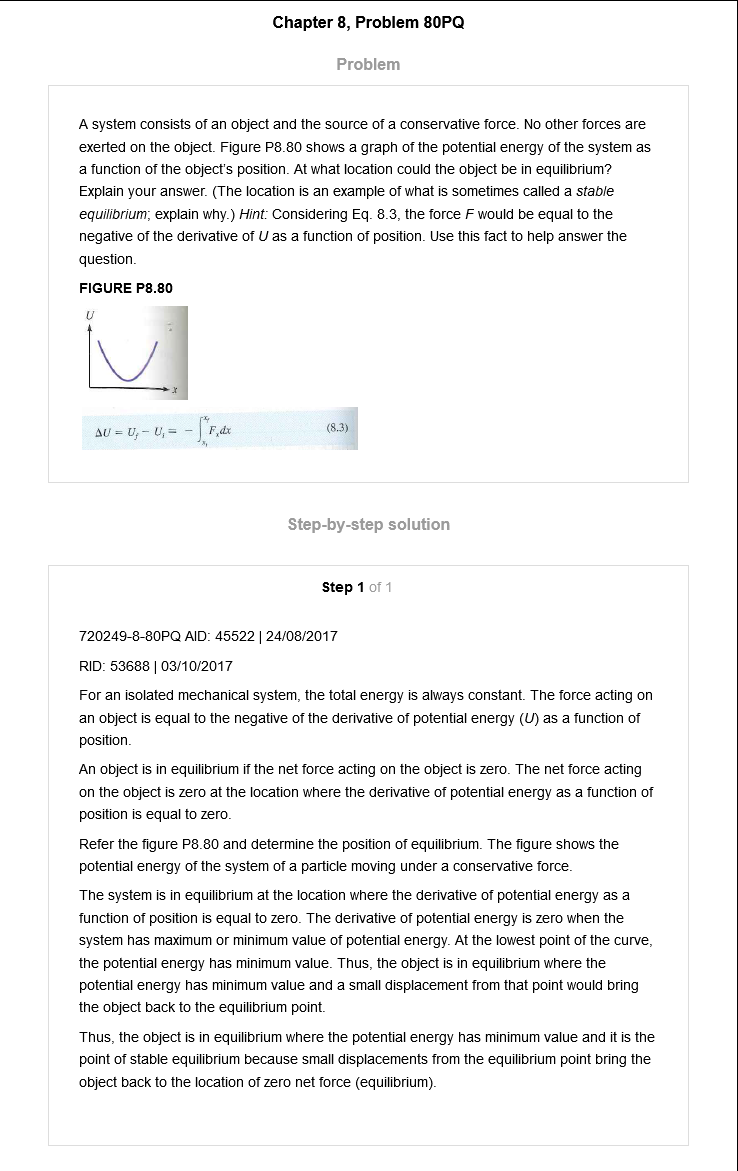 Chapter 8, Problem 80PQ
Problem
A system consists of an object and the source of a conservative force. No other forces are
exerted on the object. Figure P8.80 shows a graph of the potential energy of the system as
a function of the object's position. At what location could the object be in equilibrium?
Explain your answer. (The location is an example of what is sometimes called a stable
equilibrium; explain why.) Hint: Considering Eq. 8.3, the force F would be equal to the
negative of the derivative of U as a function of position. Use this fact to help answer the
question.
FIGURE P8.80
U
x
ΔU = U_f − U_i = − ∫_{x_i}^{x_f} F_x dx (8.3)
Step-by-step solution
Step 1 of 1
720249-8-80PQ AID: 45522 | 24/08/2017
RID: 53688 | 03/10/2017
For an isolated mechanical system, the total energy is always constant. The force acting on
an object is equal to the negative of the derivative of potential energy (U) as a function of
position.
An object is in equilibrium if the net force acting on the object is zero. The net force acting
on the object is zero at the location where the derivative of potential energy as a function of
position is equal to zero.
Refer the figure P8.80 and determine the position of equilibrium. The figure shows the
potential energy of the system of a particle moving under a conservative force.
The system is in equilibrium at the location where the derivative of potential energy as a
function of position is equal to zero. The derivative of potential energy is zero when the
system has maximum or minimum value of potential energy. At the lowest point of the curve,
the potential energy has minimum value. Thus, the object is in equilibrium where the
potential energy has minimum value and a small displacement from that point would bring
the object back to the equilibrium point.
Thus, the object is in equilibrium where the potential energy has minimum value and it is the
point of stable equilibrium because small displacements from the equilibrium point bring the
object back to the location of zero net force (equilibrium).